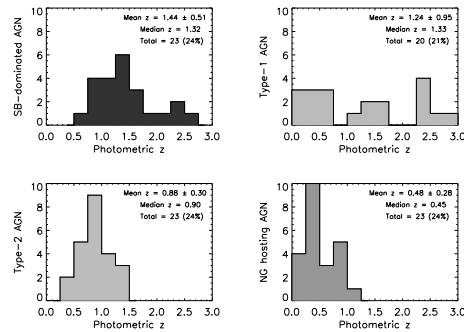 SB-dominated AGN
Mean z = 1.44 ± 0.51
Median z = 1.32
Total = 23 (24%)
10
8
6
4
2
0
0.0 0.5 1.0 1.5 2.0 2.5 3.0
Photometric z
Type-1 AGN
Mean z = 1.24 ± 0.95
Median z = 1.33
Total = 20 (21%)
10
8
6
4
2
0
0.0 0.5 1.0 1.5 2.0 2.5 3.0
Photometric z
Type-2 AGN
Mean z = 0.88 ± 0.30
Median z = 0.90
Total = 23 (24%)
10
8
6
4
2
0
0.0 0.5 1.0 1.5 2.0 2.5 3.0
Photometric z
NG hosting AGN
Mean z = 0.48 ± 0.28
Median z = 0.45
Total = 23 (24%)
10
8
6
4
2
0
0.0 0.5 1.0 1.5 2.0 2.5 3.0
Photometric z